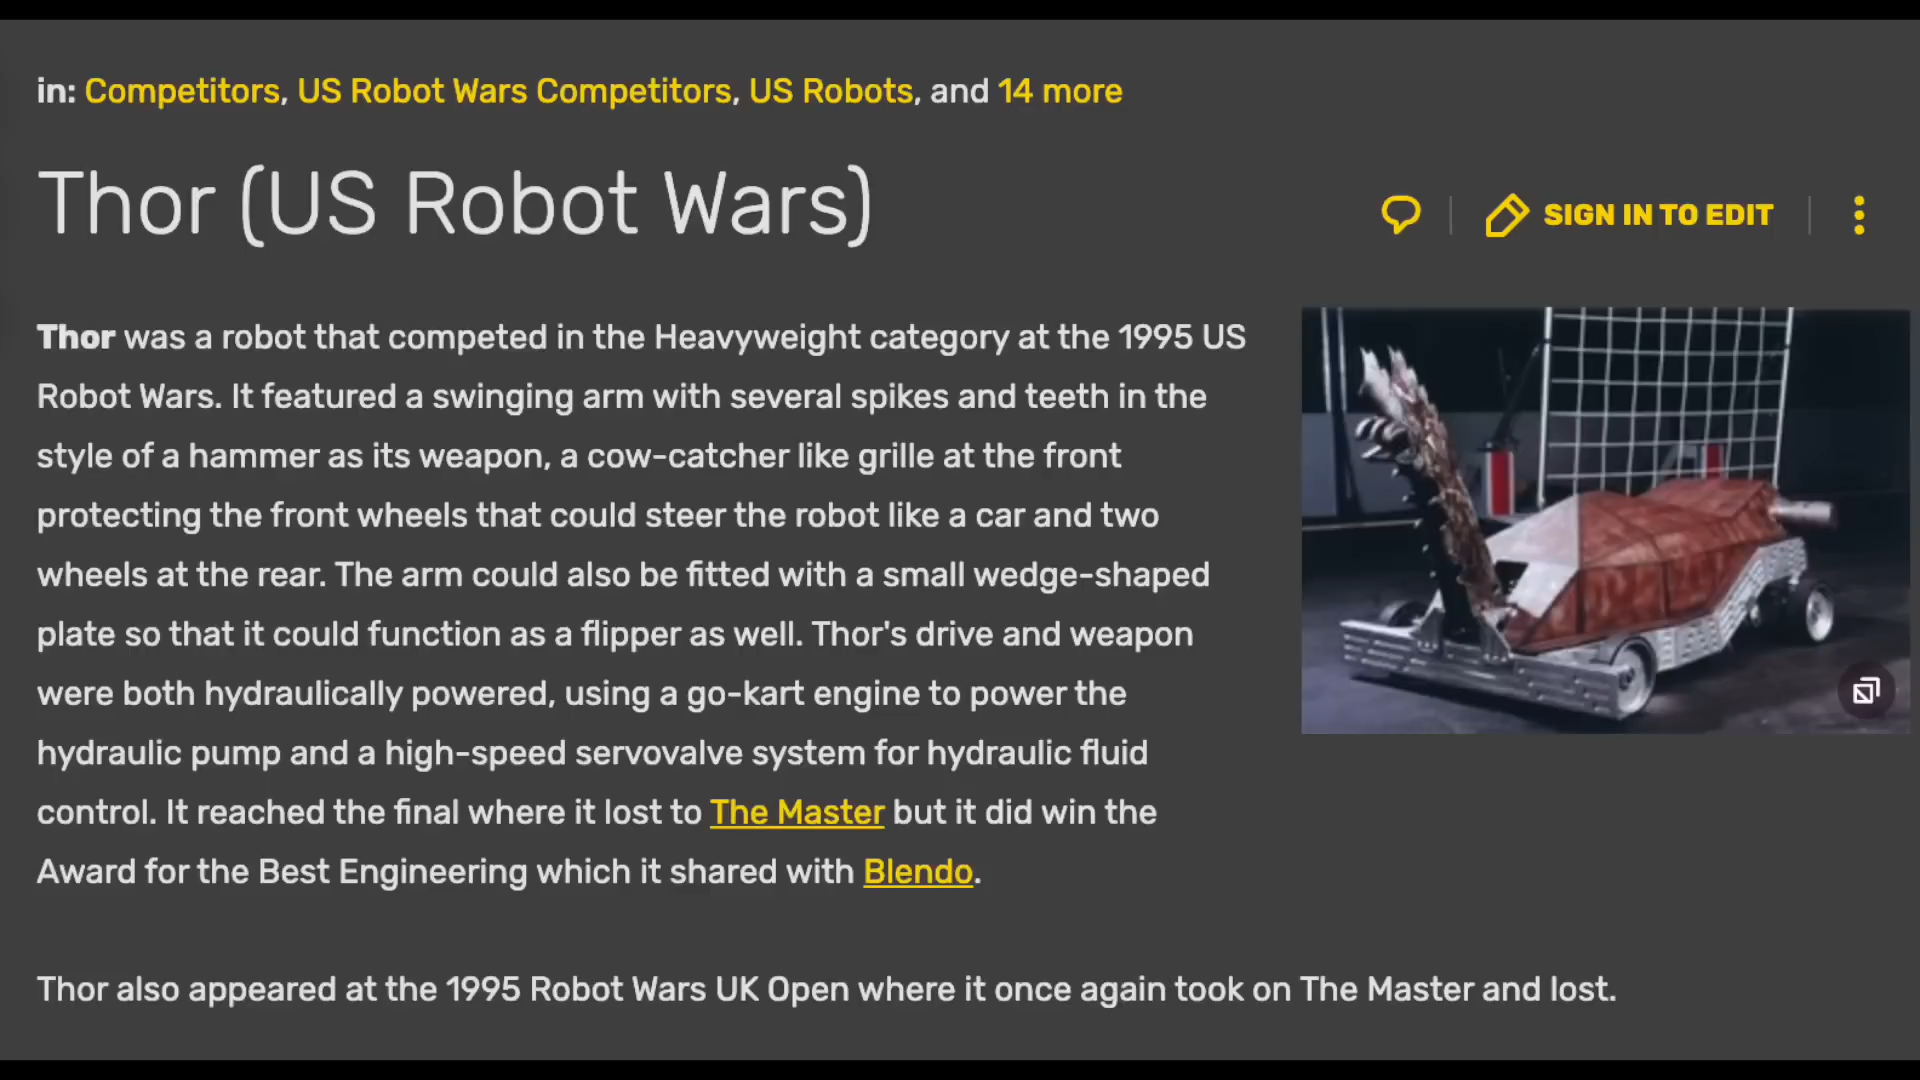 in: Competitors, US Robot Wars Competitors, US Robots, and 14 more
Thor (US Robot Wars)
SIGN IN TO EDIT
Thor was a robot that competed in the Heavyweight category at the 1995 US
Robot Wars. It featured a swinging arm with several spikes and teeth in the
style of a hammer as its weapon, a cow-catcher like grille at the front
protecting the front wheels that could steer the robot like a car and two
wheels at the rear. The arm could also be fitted with a small wedge-shaped
plate so that it could function as a flipper as well. Thor's drive and weapon
were both hydraulically powered, using a go-kart engine to power the
hydraulic pump and a high-speed servovalve system for hydraulic fluid
control. It reached the final where it lost to The Master but it did win the
Award for the Best Engineering which it shared with Blendo.
Thor also appeared at the 1995 Robot Wars UK Open where it once again took on The Master and lost.